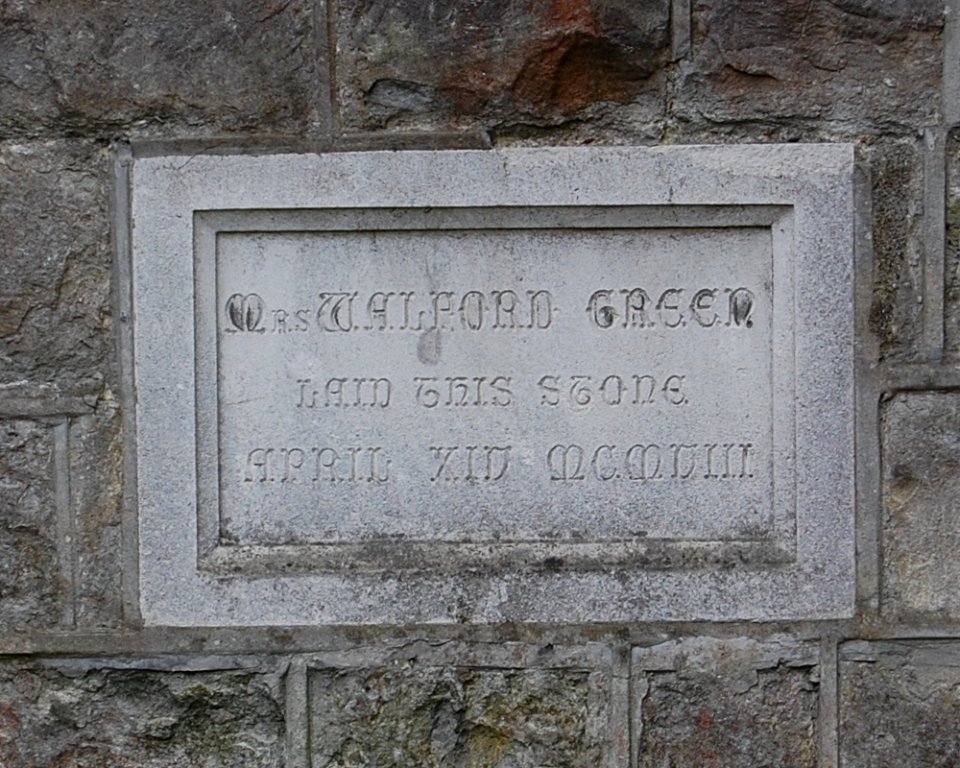 Mrs WALFORD GREEN
LAID THIS STONE
APRIL XIV MCMVIII